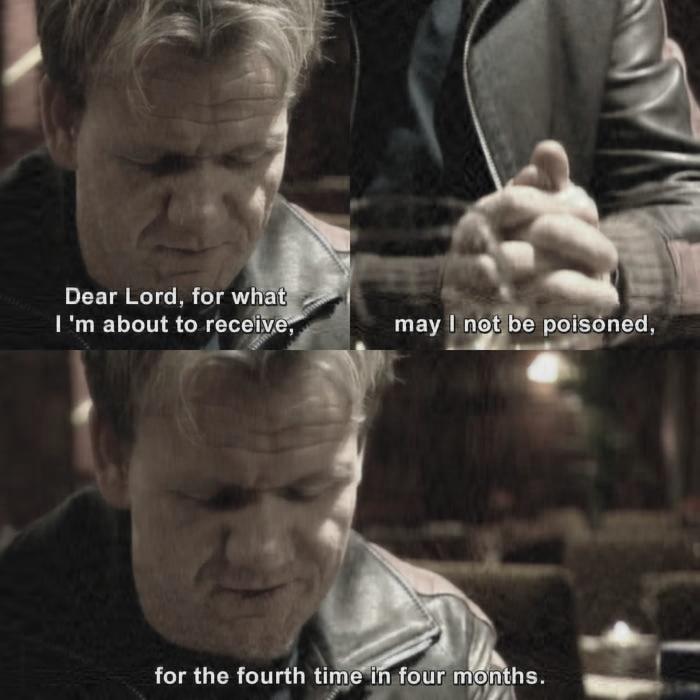 Dear Lord, for what
I 'm about to receive,
may I not be poisoned,
for the fourth time in four months.